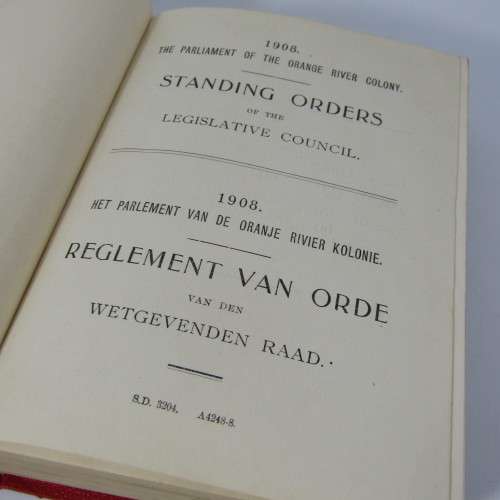 1908.
THE PARLIAMENT OF THE ORANGE RIVER COLONY.
STANDING ORDERS
OF THE
LEGISLATIVE COUNCIL.
1908.
HET PARLEMENT VAN DE ORANJE RIVIER KOLONIE.
REGLEMENT VAN ORDE
VAN DEN
WETGEVENDEN RAAD.
S.D. 3204. A4248-8.